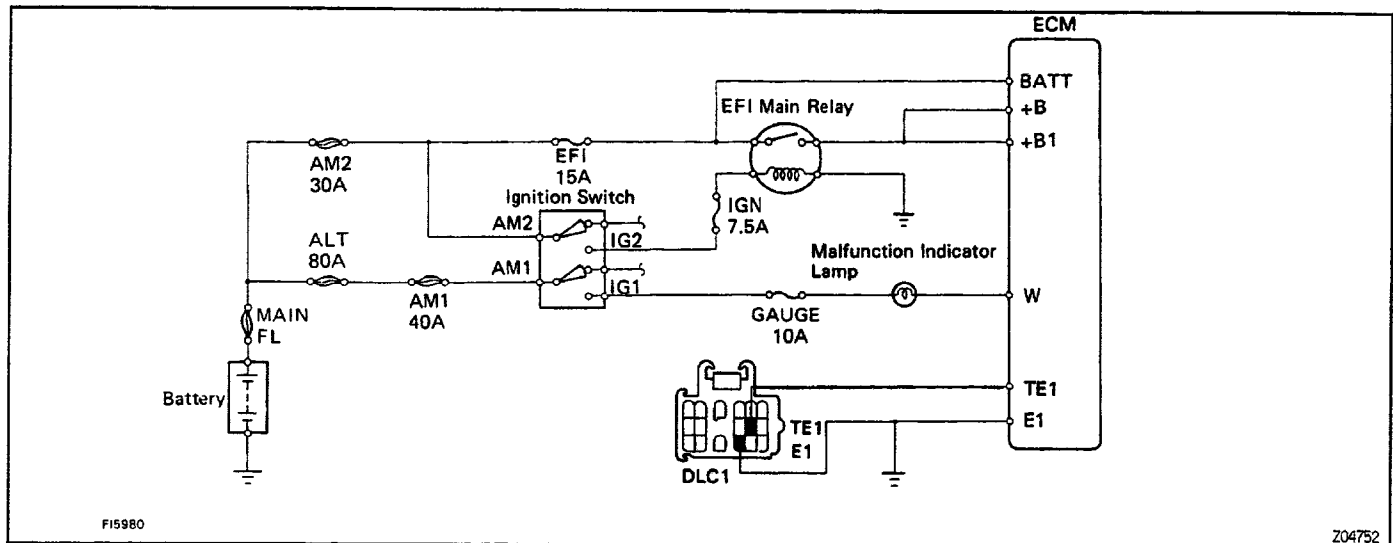 ECM
BATT
+B
EFI Main Relay
+B1
AM2
30A
EFI
15A
Ignition Switch
AM2
IG2
IGN
7.5A
ALT
80A
AM1
40A
AM1
IG1
Malfunction Indicator
Lamp
GAUGE
10A
W
MAIN
FL
Battery
TE1
E1
TE1
E1
DLC1
FI5980
Z04752